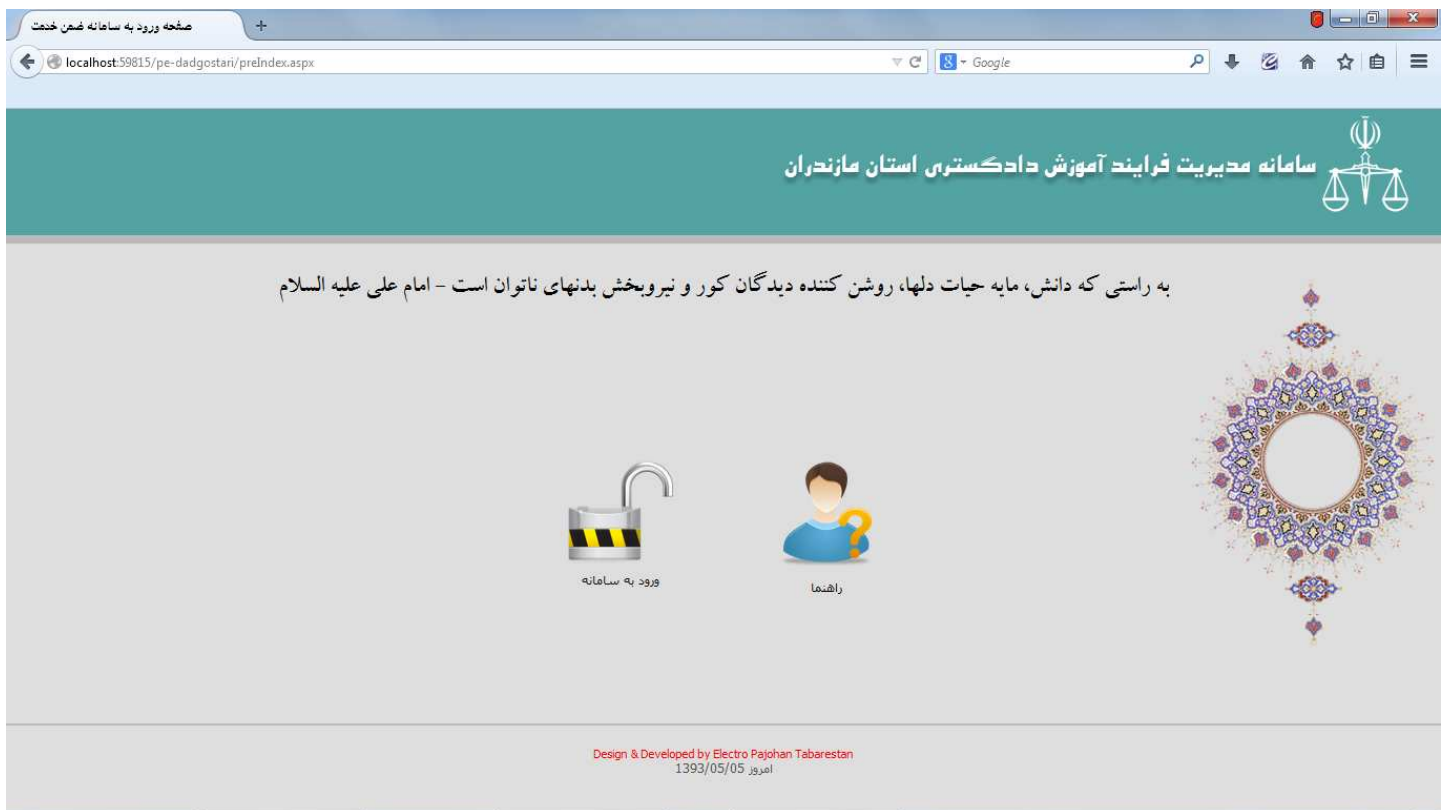 صفحه ورود به سامانه ضمن خدمت
localhost:59815/pe-dadgostari/preIndex.aspx
Google
سامانه مدیریت فرایند آموزش دادگستری استان مازندران
به راستی که دانش، مایه حیات دلها، روشن کننده دیدگان کور و نیروبخش بدنهای ناتوان است - امام علی علیه السلام
راهنما
ورود به سامانه
Design & Developed by Electro Pajohan Tabarestan
امروز 1393/05/05